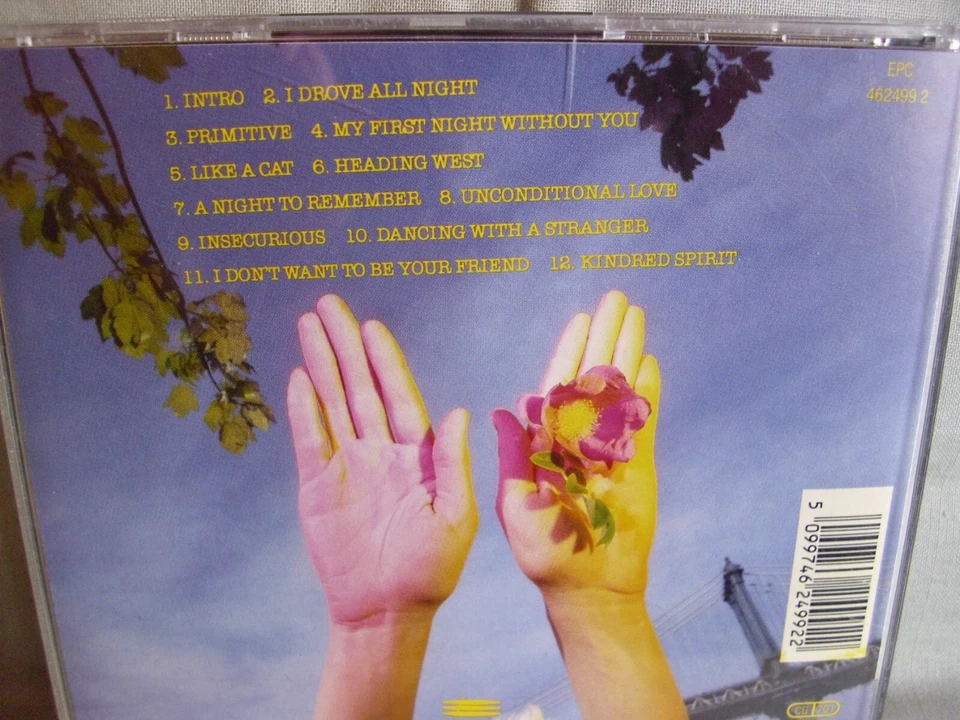 EPC
462499 2
1. INTRO 2. I DROVE ALL NIGHT
3. PRIMITIVE 4. MY FIRST NIGHT WITHOUT YOU
5. LIKE A CAT 6. HEADING WEST
7. A NIGHT TO REMEMBER 8. UNCONDITIONAL LOVE
9. INSECURIOUS 10. DANCING WITH A STRANGER
11. I DON'T WANT TO BE YOUR FRIEND 12. KINDRED SPIRIT
5 099746 249922